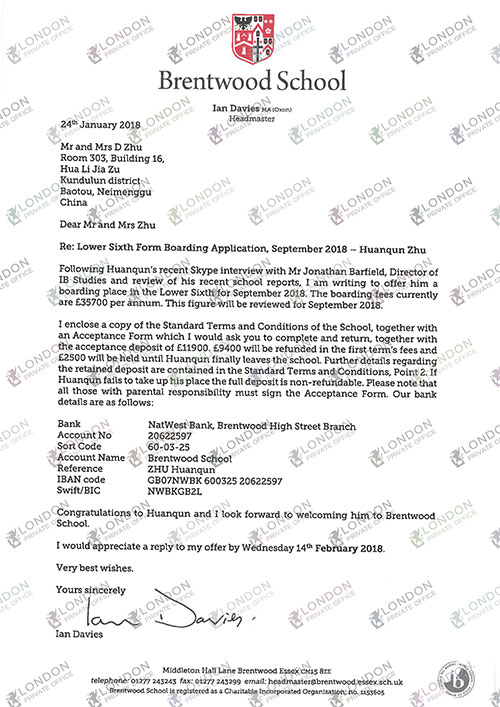 Brentwood School
Ian Davies MA (Oxon)
Headmaster
24th January 2018
Mr and Mrs D Zhu
Room 303, Building 16,
Hua Li Jia Zu
Kundulun district
Baotou, Neimenggu
China
Dear Mr and Mrs Zhu
Re: Lower Sixth Form Boarding Application, September 2018 – Huanqun Zhu
Following Huanqun's recent Skype interview with Mr Jonathan Barfield, Director of
IB Studies and review of his recent school reports, I am writing to offer him a
boarding place in the Lower Sixth for September 2018. The boarding fees currently
are £35700 per annum. This figure will be reviewed for September 2018.
I enclose a copy of the Standard Terms and Conditions of the School, together with
an Acceptance Form which I would ask you to complete and return, together with
the acceptance deposit of £11900. £9400 will be refunded in the first term's fees and
£2500 will be held until Huanqun finally leaves the school. Further details regarding
the retained deposit are contained in the Standard Terms and Conditions, Point 2. If
Huanqun fails to take up his place the full deposit is non-refundable. Please note that
all those with parental responsibility must sign the Acceptance Form. Our bank
details are as follows:
Bank NatWest Bank, Brentwood High Street Branch
Account No 20622597
Sort Code 60-03-25
Account Name Brentwood School
Reference ZHU Huanqun
IBAN code GB07NWBK 600325 20622597
Swift/BIC NWBKGB2L
Congratulations to Huanqun and I look forward to welcoming him to Brentwood
School.
I would appreciate a reply to my offer by Wednesday 14th February 2018.
Very best wishes.
Yours sincerely
Ian Davies.
Ian Davies
Middleton Hall Lane Brentwood Essex CM15 8EE
telephone: 01277 243243 fax: 01277 243299 email: headmaster@brentwood.essex.sch.uk
Brentwood School is registered as a Charitable Incorporated Organisation; no. 1153605
LONDON
PRIVATE OFFICE